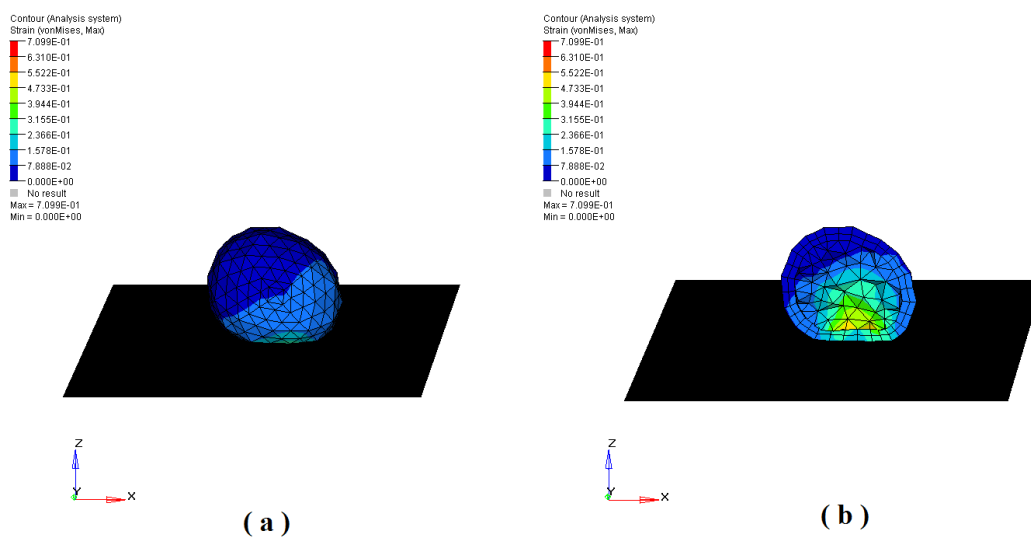 Contour (Analysis system)
Strain (vonMises, Max)
7.099E-01
6.310E-01
5.522E-01
4.733E-01
3.944E-01
3.155E-01
2.366E-01
1.578E-01
7.888E-02
0.000E+00
No result
Max = 7.099E-01
Min = 0.000E+00
Z
Y
X
( a )
Contour (Analysis system)
Strain (vonMises, Max)
7.099E-01
6.310E-01
5.522E-01
4.733E-01
3.944E-01
3.155E-01
2.366E-01
1.578E-01
7.888E-02
0.000E+00
No result
Max = 7.099E-01
Min = 0.000E+00
Z
Y
X
( b )